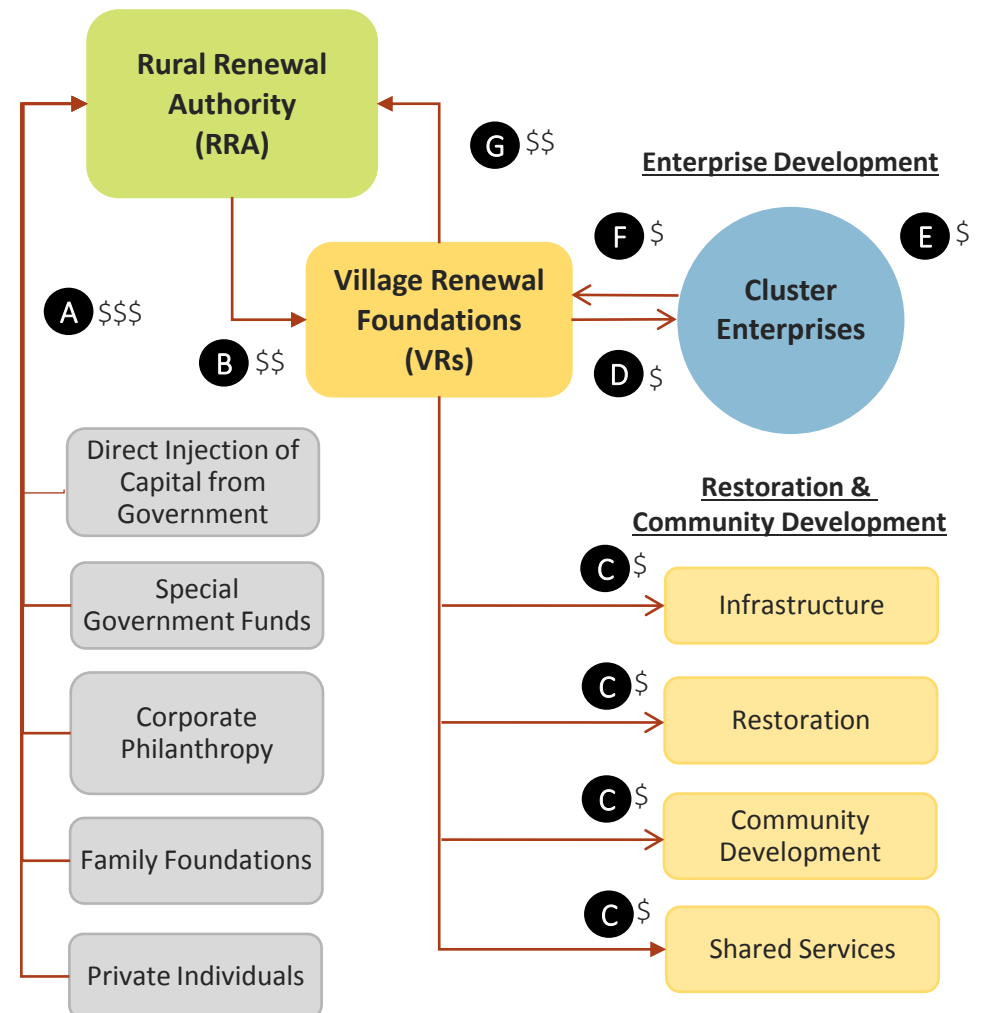 Rural Renewal
Authority
(RRA)
G $$
Enterprise Development
F $
E $
Village Renewal
Foundations
(VRs)
Cluster
Enterprises
A $$$
B $$
D $
Direct Injection of
Capital from
Government
Restoration &
Community Development
C $
Special
Government Funds
Infrastructure
C $
Corporate
Philanthropy
Restoration
C $
Community
Development
Family Foundations
C $
Shared Services
Private Individuals